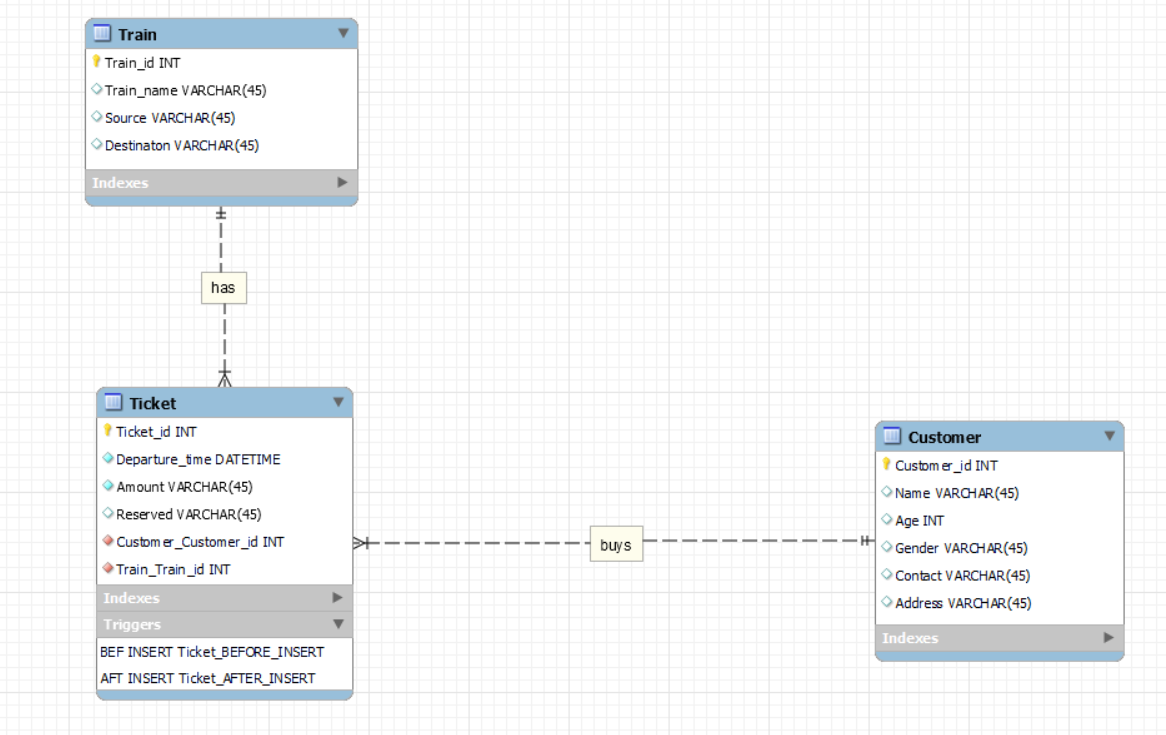 Train
Train_id INT
Train_name VARCHAR(45)
Source VARCHAR(45)
Destinaton VARCHAR(45)
Indexes
has
Ticket
Ticket_id INT
Departure_time DATETIME
Amount VARCHAR(45)
Reserved VARCHAR(45)
Customer_Customer_id INT
Train_Train_id INT
Indexes
Triggers
BEF INSERT Ticket_BEFORE_INSERT
AFT INSERT Ticket_AFTER_INSERT
buys
Customer
Customer_id INT
Name VARCHAR(45)
Age INT
Gender VARCHAR(45)
Contact VARCHAR(45)
Address VARCHAR(45)
Indexes